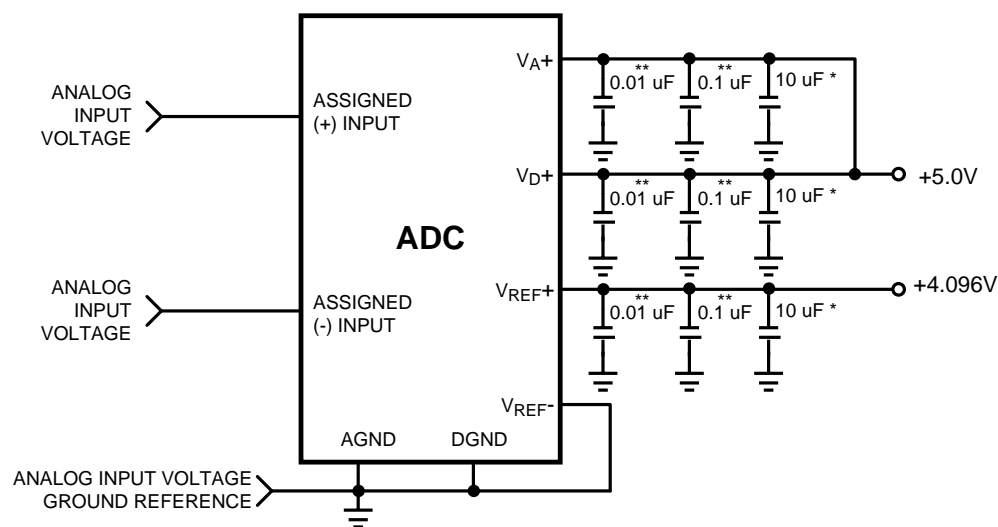 ANALOG
INPUT
VOLTAGE
ASSIGNED
(+) INPUT
ANALOG
INPUT
VOLTAGE
ASSIGNED
(-) INPUT
ADC
VA+
**
0.01 uF
**
0.1 uF
10 uF *
VD+
**
0.01 uF
**
0.1 uF
10 uF *
+5.0V
VREF+
**
0.01 uF
**
0.1 uF
10 uF *
+4.096V
VREF-
AGND
DGND
ANALOG INPUT VOLTAGE
GROUND REFERENCE